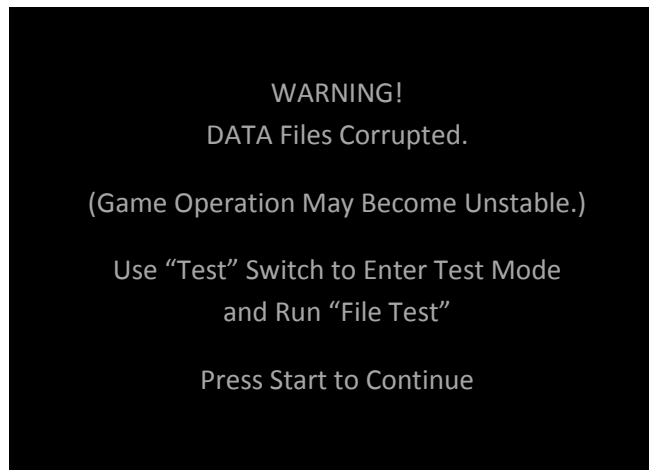 WARNING!
DATA Files Corrupted.
(Game Operation May Become Unstable.)
Use “Test” Switch to Enter Test Mode
and Run “File Test”
Press Start to Continue